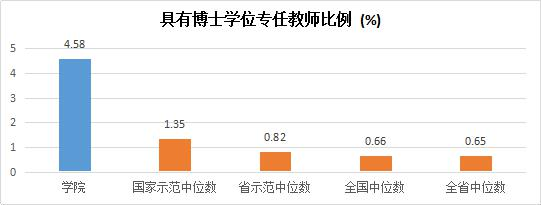 具有博士学位专任教师比例 (%)
5
4
3
2
1
0
4.58
1.35
0.82
0.66
0.65
学院
国家示范中位数
省示范中位数
全国中位数
全省中位数